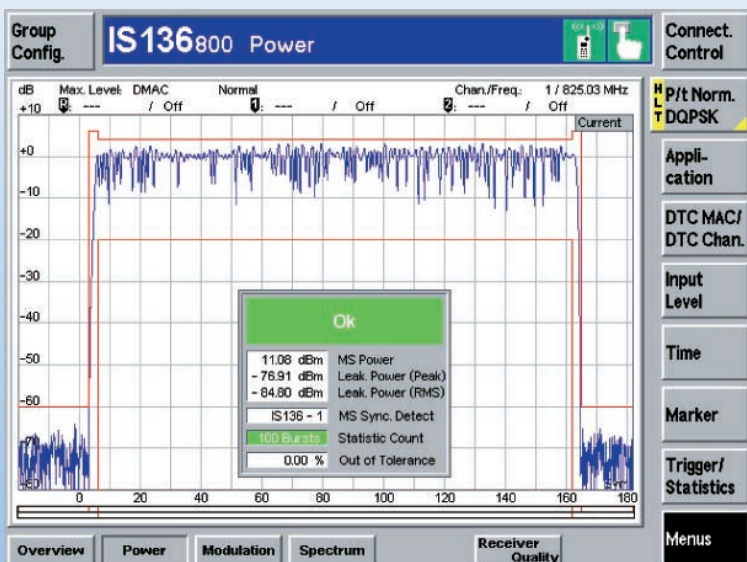 Group
Config.
IS136800 Power
Connect.
Control
dB Max. Level: DMAC Normal Chan./Freq.: 1 / 825.03 MHz
+10 R: --- / Off 1: --- / Off 2: --- / Off
Current
+0
-10
-20
-30
-40
-50
-60
-70
-80
Ok
11.08 dBm MS Power
- 76.91 dBm Leak. Power (Peak)
- 84.80 dBm Leak. Power (RMS)
IS136 - 1 MS Sync. Detect
100 Bursts Statistic Count
0.00 % Out of Tolerance
0 20 40 60 80 100 120 140 160 180
H
L
T
P/t Norm.
DQPSK
Appli-
cation
DTC MAC/
DTC Chan.
Input
Level
Time
Marker
Trigger/
Statistics
Menus
Overview Power Modulation Spectrum Receiver
Quality